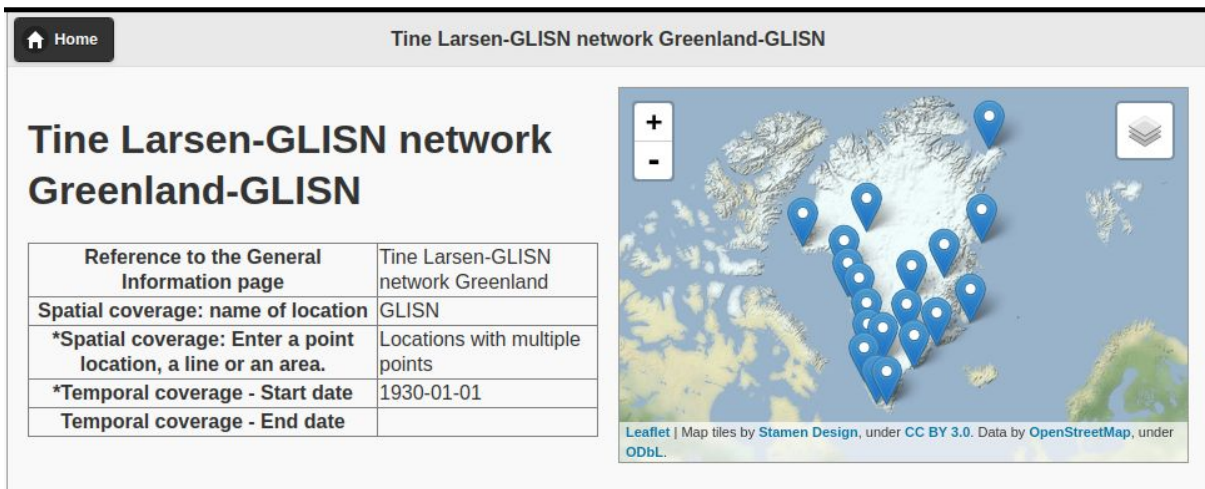 Home
Tine Larsen-GLISN network Greenland-GLISN
Tine Larsen-GLISN network
Greenland-GLISN
Reference to the General
Information page
Tine Larsen-GLISN
network Greenland
Spatial coverage: name of location
GLISN
*Spatial coverage: Enter a point
location, a line or an area.
Locations with multiple
points
*Temporal coverage - Start date
1930-01-01
Temporal coverage - End date
+
-
Leaflet | Map tiles by Stamen Design, under CC BY 3.0. Data by OpenStreetMap, under
ODbL.